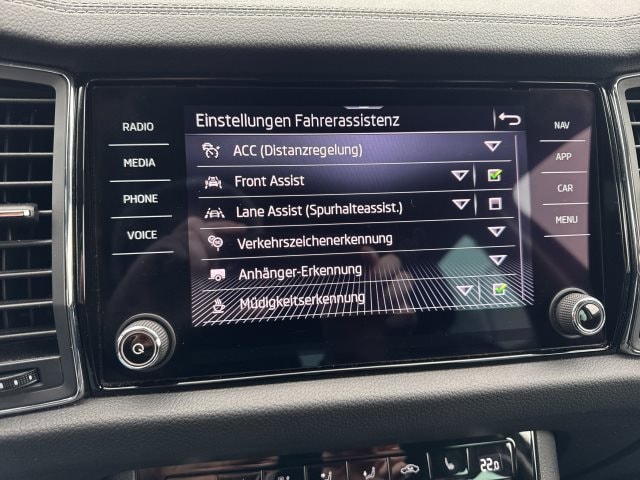 Einstellungen Fahrerassistenz
RADIO
MEDIA
PHONE
VOICE
ACC (Distanzregelung)
Front Assist
Lane Assist (Spurhalteassist.)
Verkehrszeichenerkennung
Anhänger-Erkennung
Müdigkeitserkennung
NAV
APP
CAR
MENU
22.0